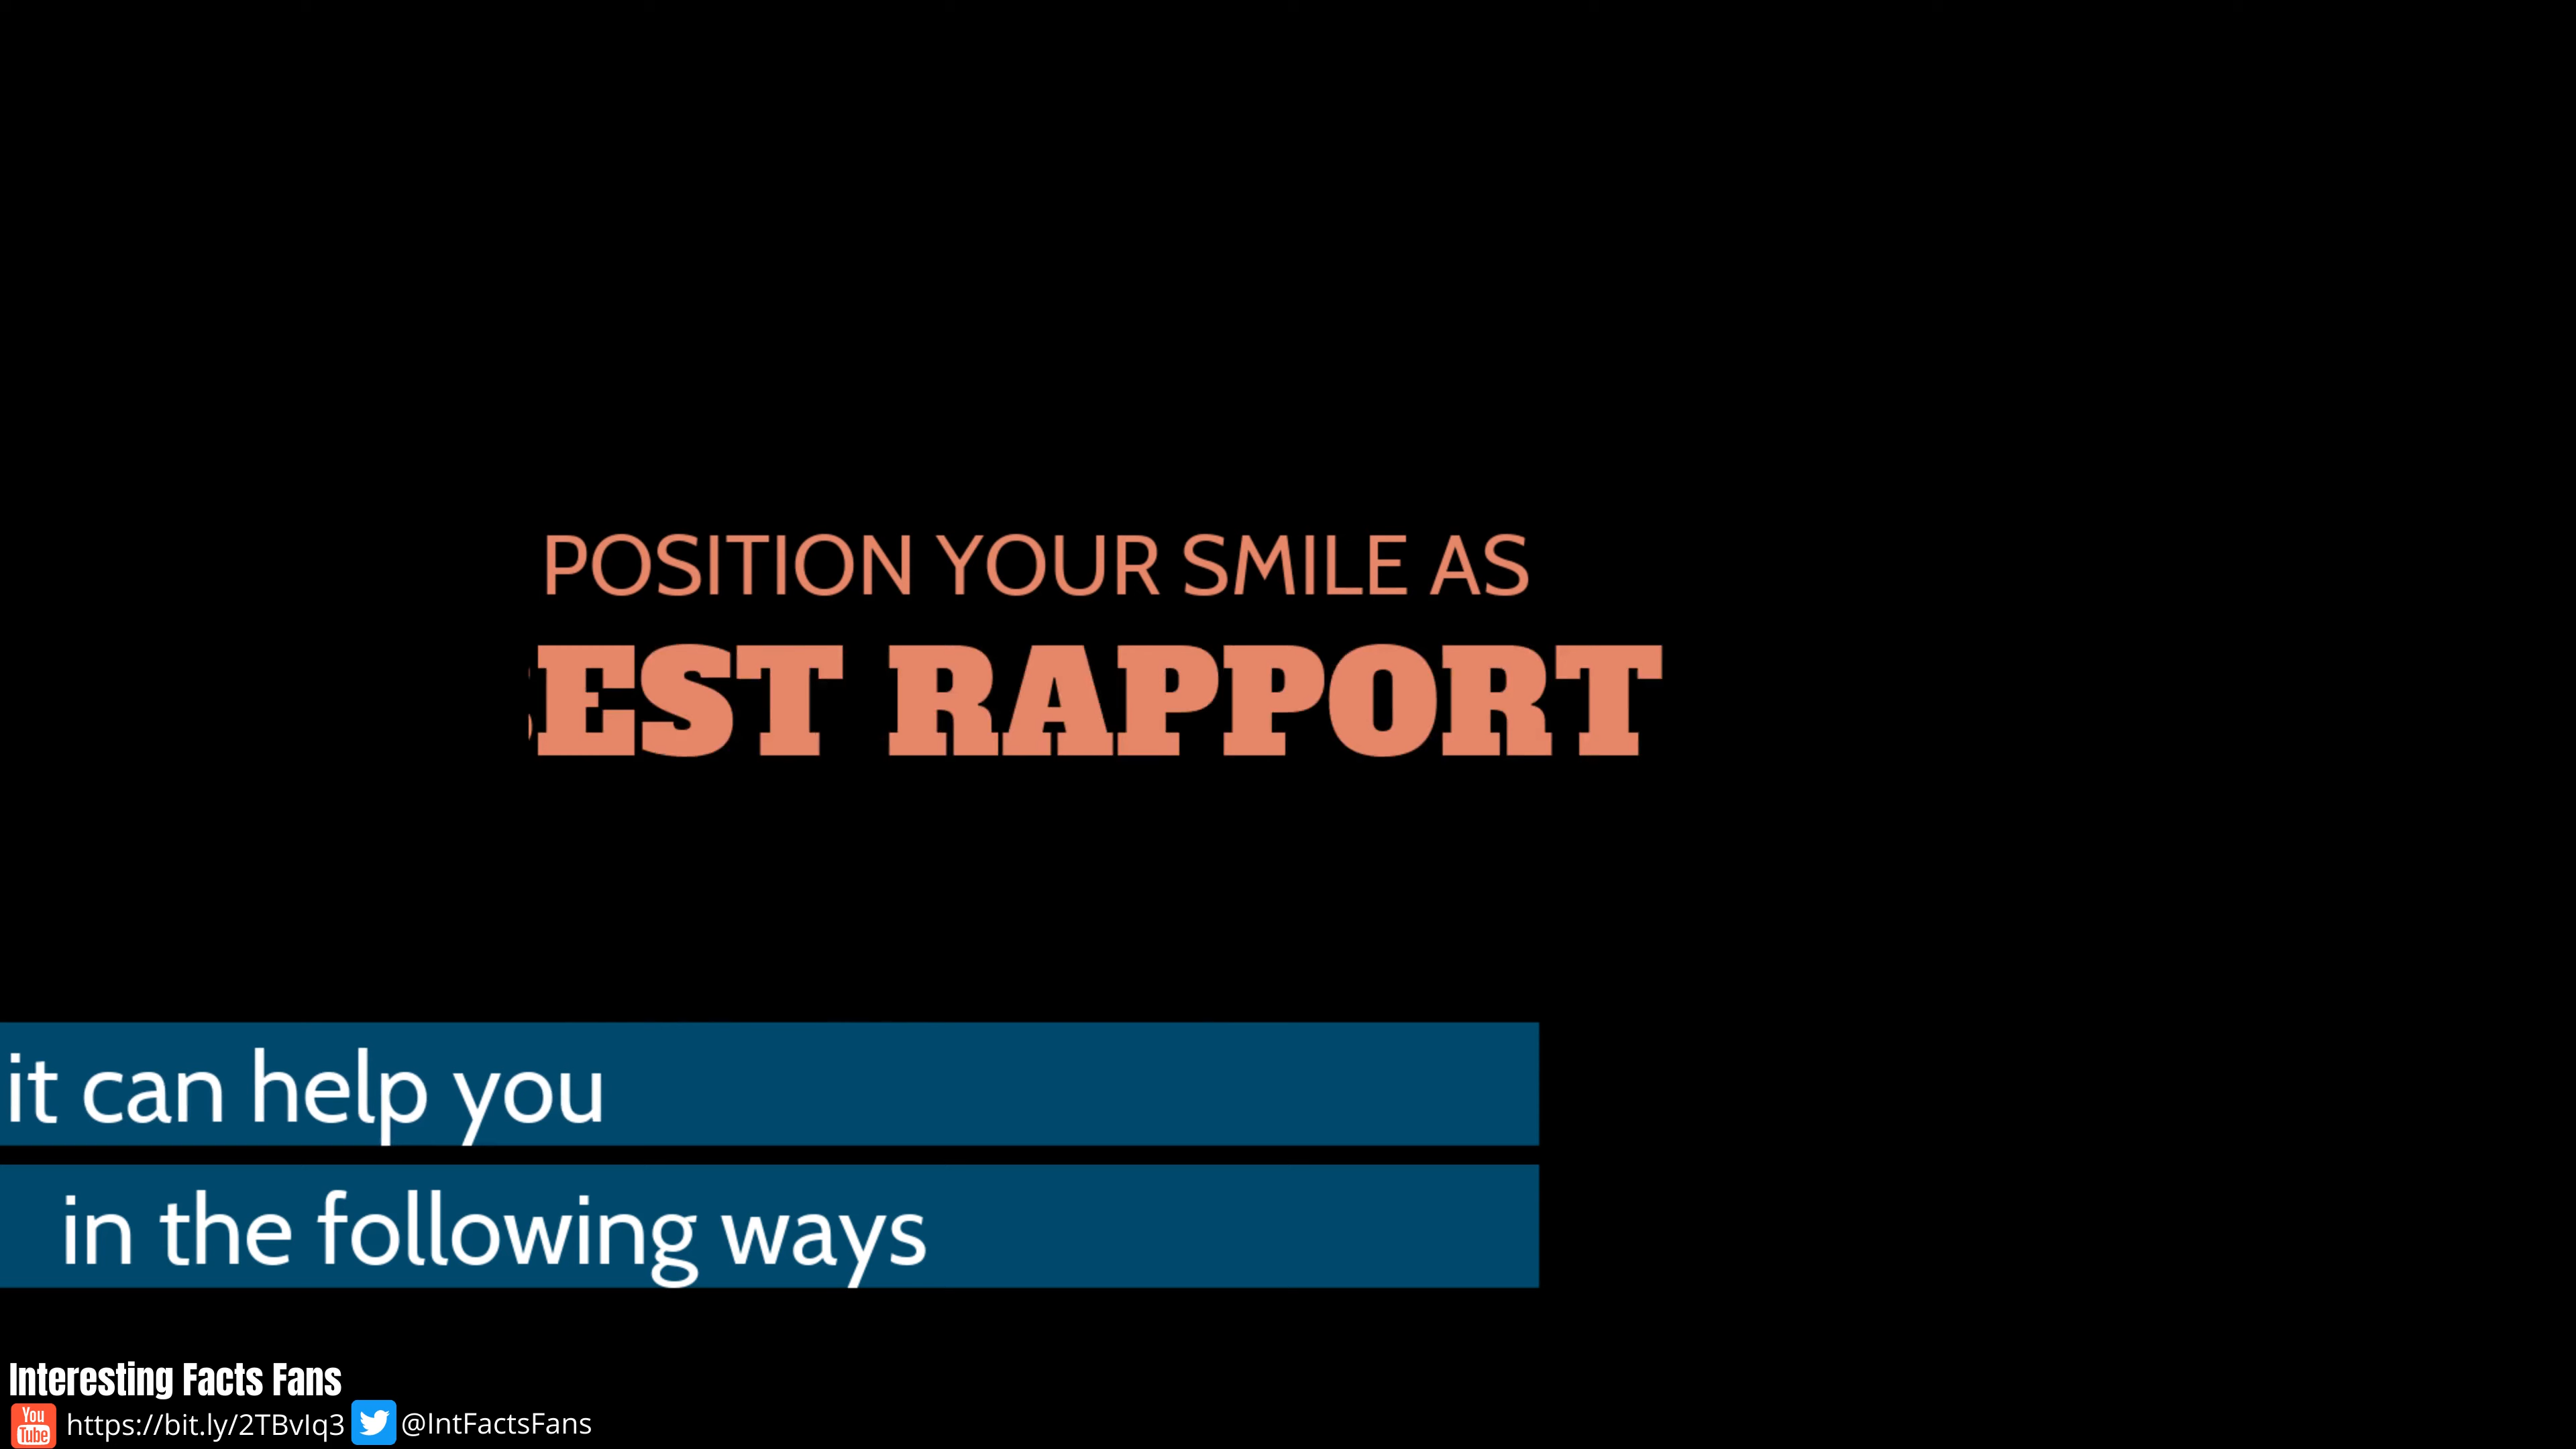 POSITION YOUR SMILE AS
EST RAPPORT
it can help you
in the following ways
Interesting Facts Fans
You
Tube
https://bit.ly/2TBvIq3 @IntFactsFans